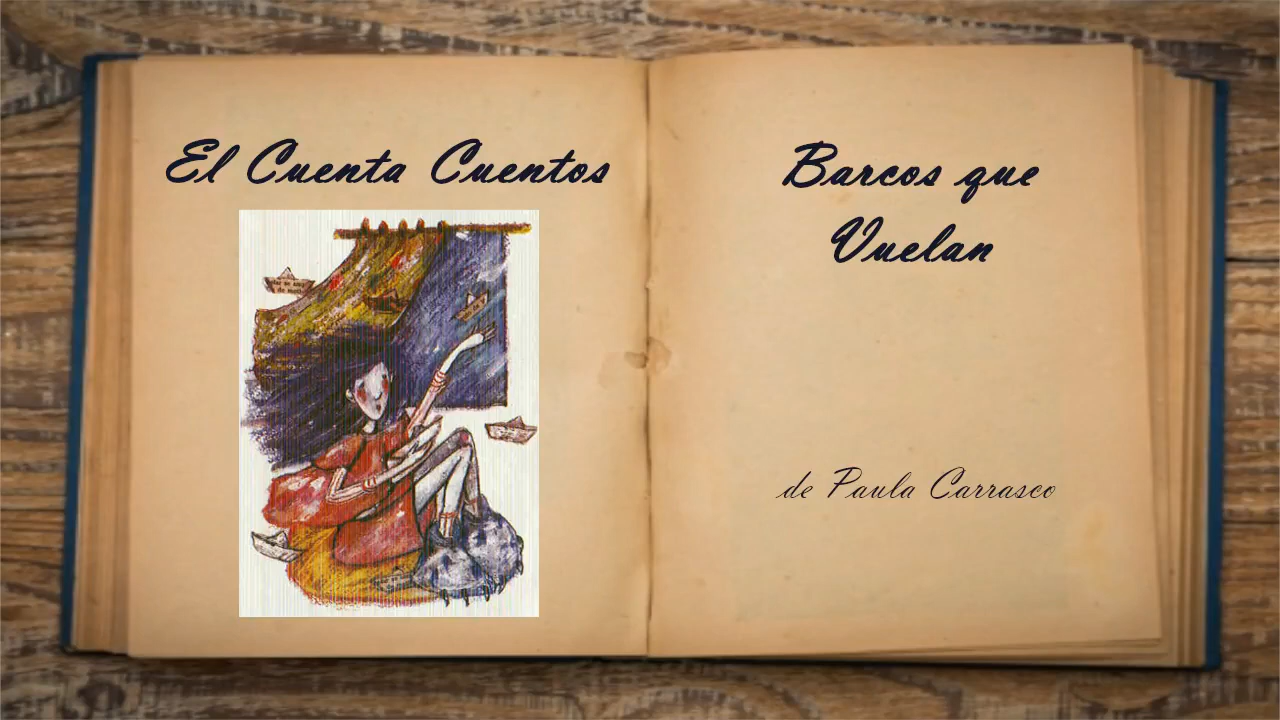 El Cuenta Cuentos
Barcos que
Vuelan
de Paula Carrasco